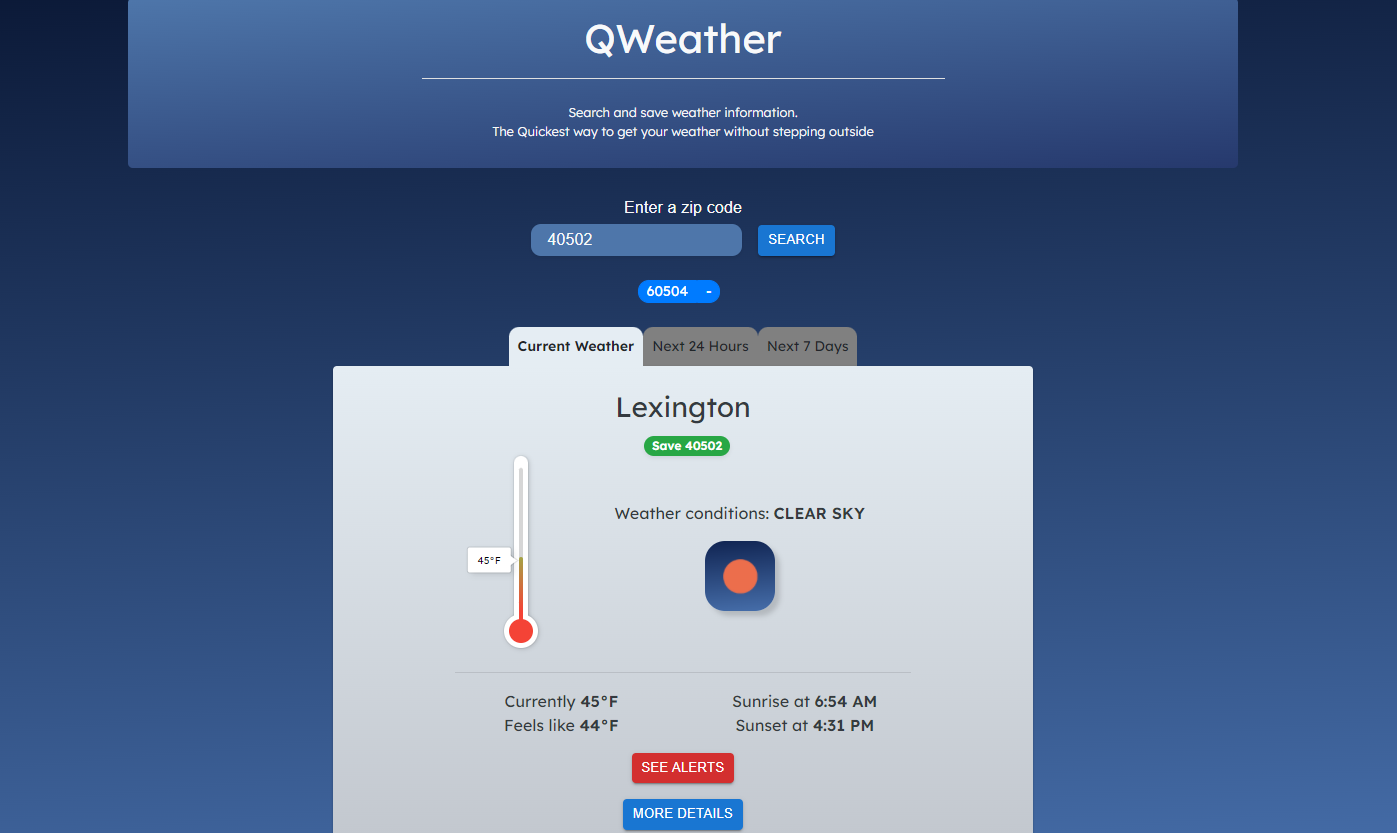 QWeather
Search and save weather information.
The Quickest way to get your weather without stepping outside
Enter a zip code
40502 SEARCH
60504 -
Current Weather Next 24 Hours Next 7 Days
Lexington
Save 40502
Weather conditions: CLEAR SKY
45°F
Currently 45°F Sunrise at 6:54 AM
Feels like 44°F Sunset at 4:31 PM
SEE ALERTS
MORE DETAILS